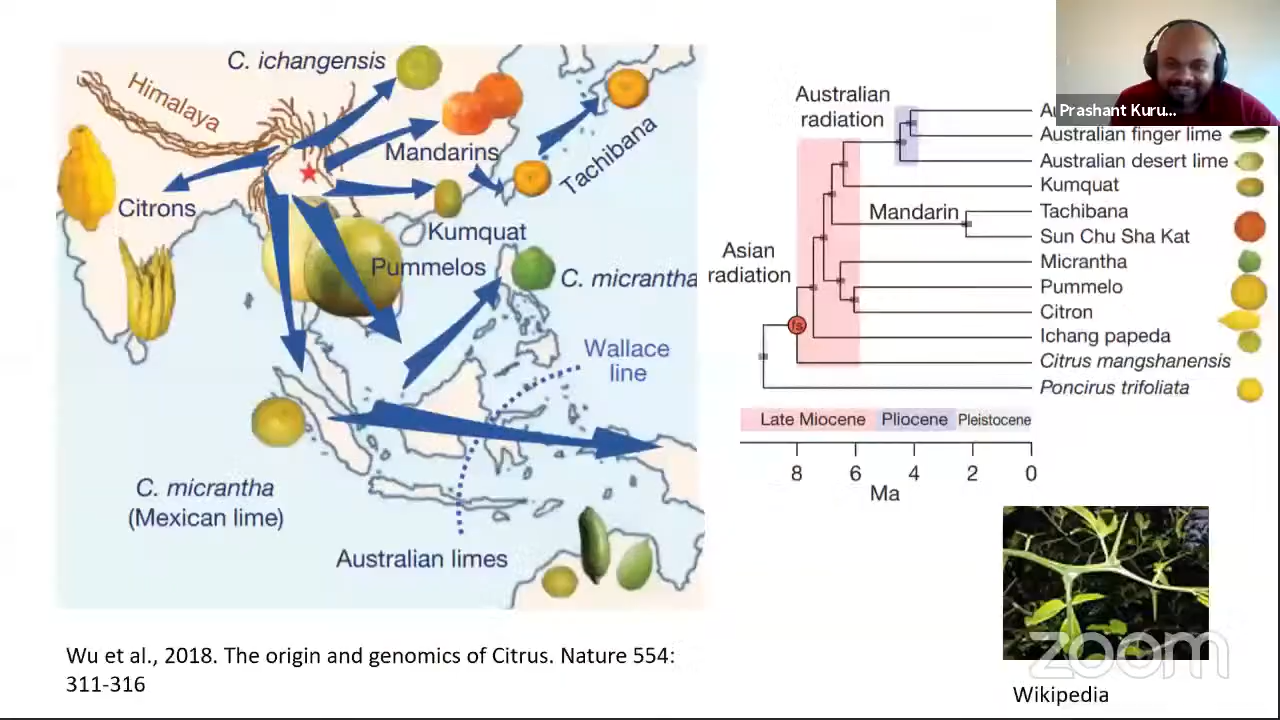 C. ichangensis
Himalaya
Mandarins
Tachibana
Citrons
Kumquat
Pummelos
C. micrantha
Wallace
line
C. micrantha
(Mexican lime)
Australian limes
Wu et al., 2018. The origin and genomics of Citrus. Nature 554:
311-316
Prashant Kuru...
Australian
radiation
Australian finger lime
Australian desert lime
Kumquat
Mandarin
Tachibana
Sun Chu Sha Kat
Asian
radiation
Micrantha
Pummelo
Citron
fs
Ichang papeda
Citrus mangshanensis
Poncirus trifoliata
Late Miocene
Pliocene
Pleistocene
8 6 4 2 0
Ma
zoom
Wikipedia